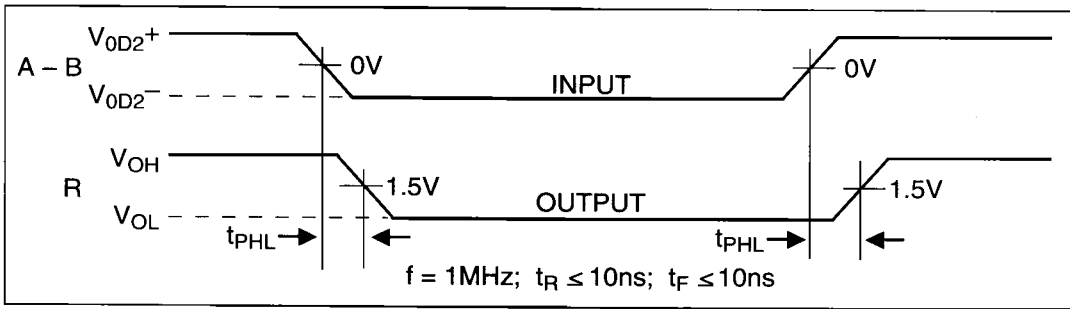 V0D2+
0V
0V
A – B
INPUT
V0D2–
VOH
R
1.5V
1.5V
OUTPUT
VOL
tPHL
tPHL
f = 1MHz; tR ≤ 10ns; tF ≤ 10ns